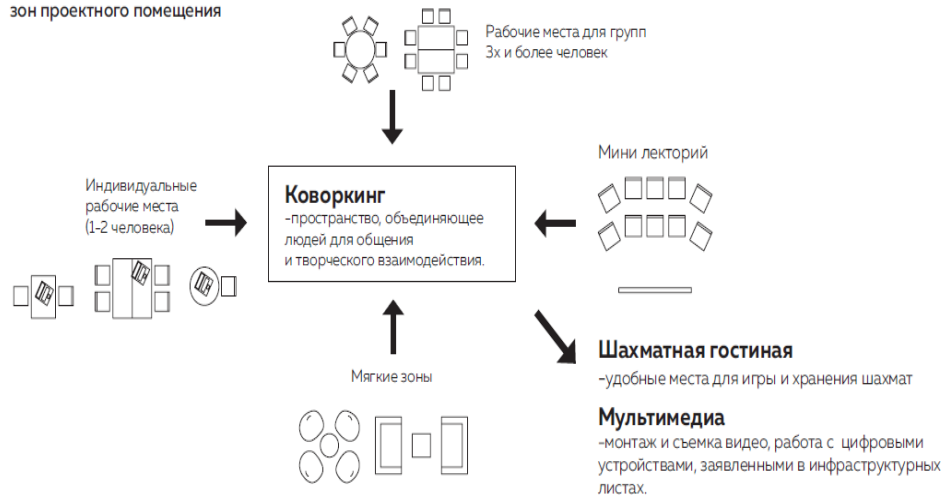 зон проектного помещения
Рабочие места для групп
3х и более человек
Мини лекторий
Индивидуальные
рабочие места
(1-2 человека)
Коворкинг
-пространство, объединяющее
людей для общения
и творческого взаимодействия.
Мягкие зоны
Шахматная гостиная
-удобные места для игры и хранения шахмат
Мультимедиа
-монтаж и съемка видео, работа с цифровыми
устройствами, заявленными в инфраструктурных
листах.